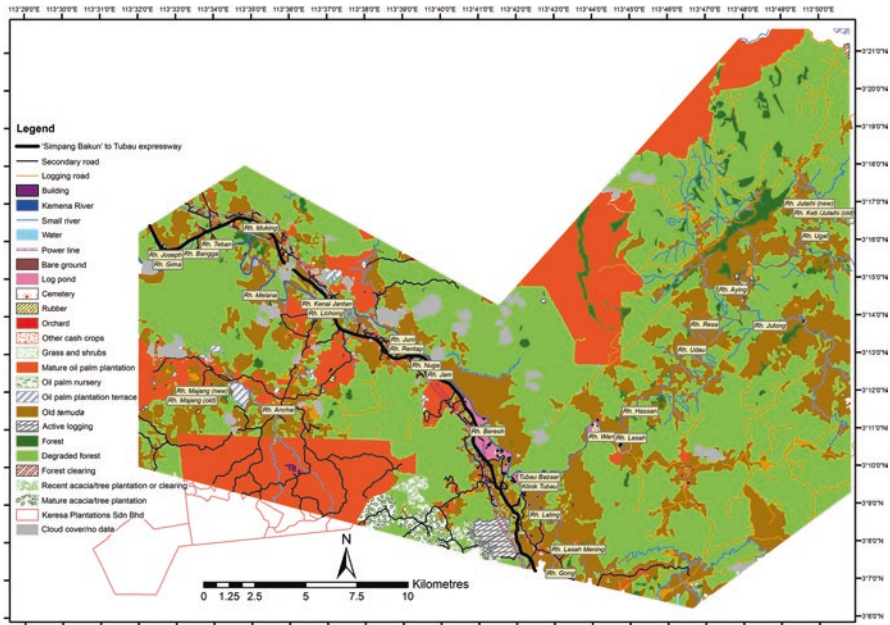 113°29'0"E 113°32'0"E 113°33'0"E 113°34'0"E 113°35'0"E 113°36'0"E 113°37'0"E 113°38'0"E 113°39'0"E 113°40'0"E 113°41'0"E 113°42'0"E 113°43'0"E 113°44'0"E 113°45'0"E 113°46'0"E 113°47'0"E 113°48'0"E 113°49'0"E 113°50'0"E
3°21'0"N
3°20'0"N
3°19'0"N
3°18'0"N
3°17'0"N
3°16'0"N
3°15'0"N
3°14'0"N
3°13'0"N
3°12'0"N
3°11'0"N
3°10'0"N
3°9'0"N
3°8'0"N
3°7'0"N
3°6'0"N
Legend
'Simpang Bakun' to Tubau expressway
Secondary road
Logging road
Building
Kemena River
Small river
Water
Power line
Bare ground
Log pond
Cemetery
Rubber
Orchard
Other cash crops
Grass and shrubs
Mature oil palm plantation
Oil palm nursery
Oil palm plantation terrace
Old temuda
Active logging
Forest
Degraded forest
Forest clearing
Recent acacia/tree plantation or clearing
Mature acacia/tree plantation
Keresa Plantations Sdn Bhd
Cloud cover/no data
Rh. Muking
Rh. Teban
Rh. Joseph
Rh. Bangga
Rh. Gima
Rh. Melana
Rh. Kenai Jantan
Rh. Lichong
Rh. Juni
Rh. Rentap
Rh. Nuga
Rh. Jam
Rh. Majang (new)
Rh. Majang (old)
Rh. Anchai
Rh. Bereoh
Tubau Bazaar
Klinik Tubau
Rh. Lating
Rh. Lasah Mening
Rh. Gong
Rh. Julaihi (new)
Rh. Keti (Julaihi (old)
Rh. Ugal
Rh. Aying
Rh. Resa
Rh. Julong
Rh. Udau
Rh. Hassan
Rh. Wan
Rh. Lasah
N
Kilometres
0 1.25 2.5 5 7.5 10